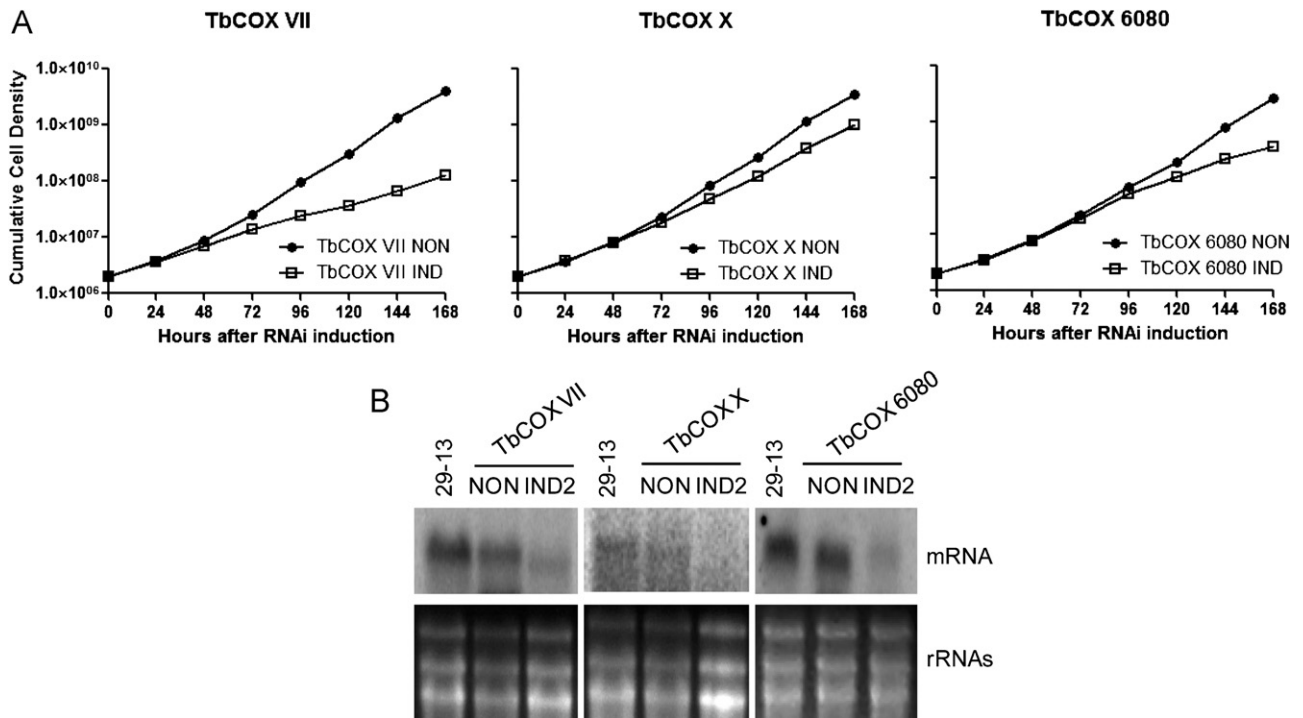 A
TbCOX VII
TbCOX X
TbCOX 6080
Cumulative Cell Density
1.0×10¹⁰
1.0×10⁰⁹
1.0×10⁰⁸
1.0×10⁰⁷
1.0×10⁰⁶
TbCOX VII NON
TbCOX VII IND
0 24 48 72 96 120 144 168
Hours after RNAi induction
TbCOX X NON
TbCOX X IND
0 24 48 72 96 120 144 168
Hours after RNAi induction
TbCOX 6080 NON
TbCOX 6080 IND
0 24 48 72 96 120 144 168
Hours after RNAi induction
B
29-13
TbCOX VII
NON IND2
29-13
TbCOX X
NON IND2
29-13
TbCOX 6080
NON IND2
mRNA
rRNAs